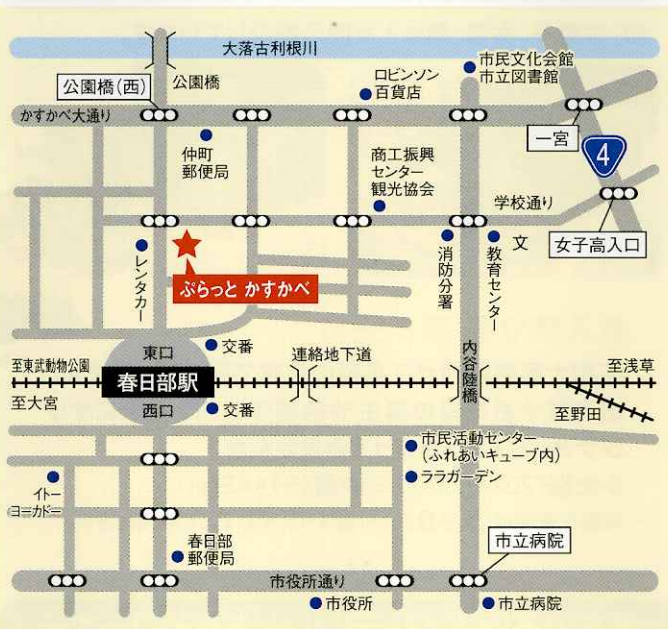 大落古利根川
市民文化会館
市立図書館
公園橋(西)
公園橋
ロビンソン
百貨店
かすかべ大通り
一宮
4
仲町
郵便局
商工振興
センター
観光協会
学校通り
女子高入口
レンタカー
ぷらっと かすかべ
消防分署
教育センター
文
東口
交番
連絡地下道
内谷陸橋
至東武動物公園
春日部駅
至浅草
至大宮
西口
交番
至野田
市民活動センター
(ふれあいキューブ内)
ララガーデン
イトー
ヨーカドー
春日部
郵便局
市立病院
市役所通り
市役所
市立病院